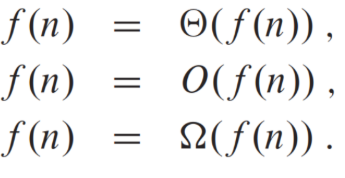 f(n) = Θ(f(n)) ,
f(n) = O(f(n)) ,
f(n) = Ω(f(n)) .